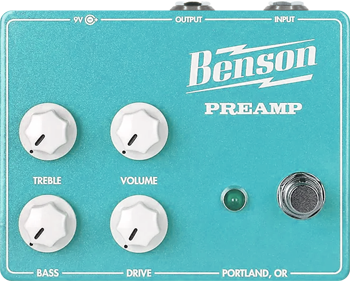 9V OUTPUT INPUT
Benson
PREAMP
TREBLE VOLUME
BASS DRIVE PORTLAND, OR